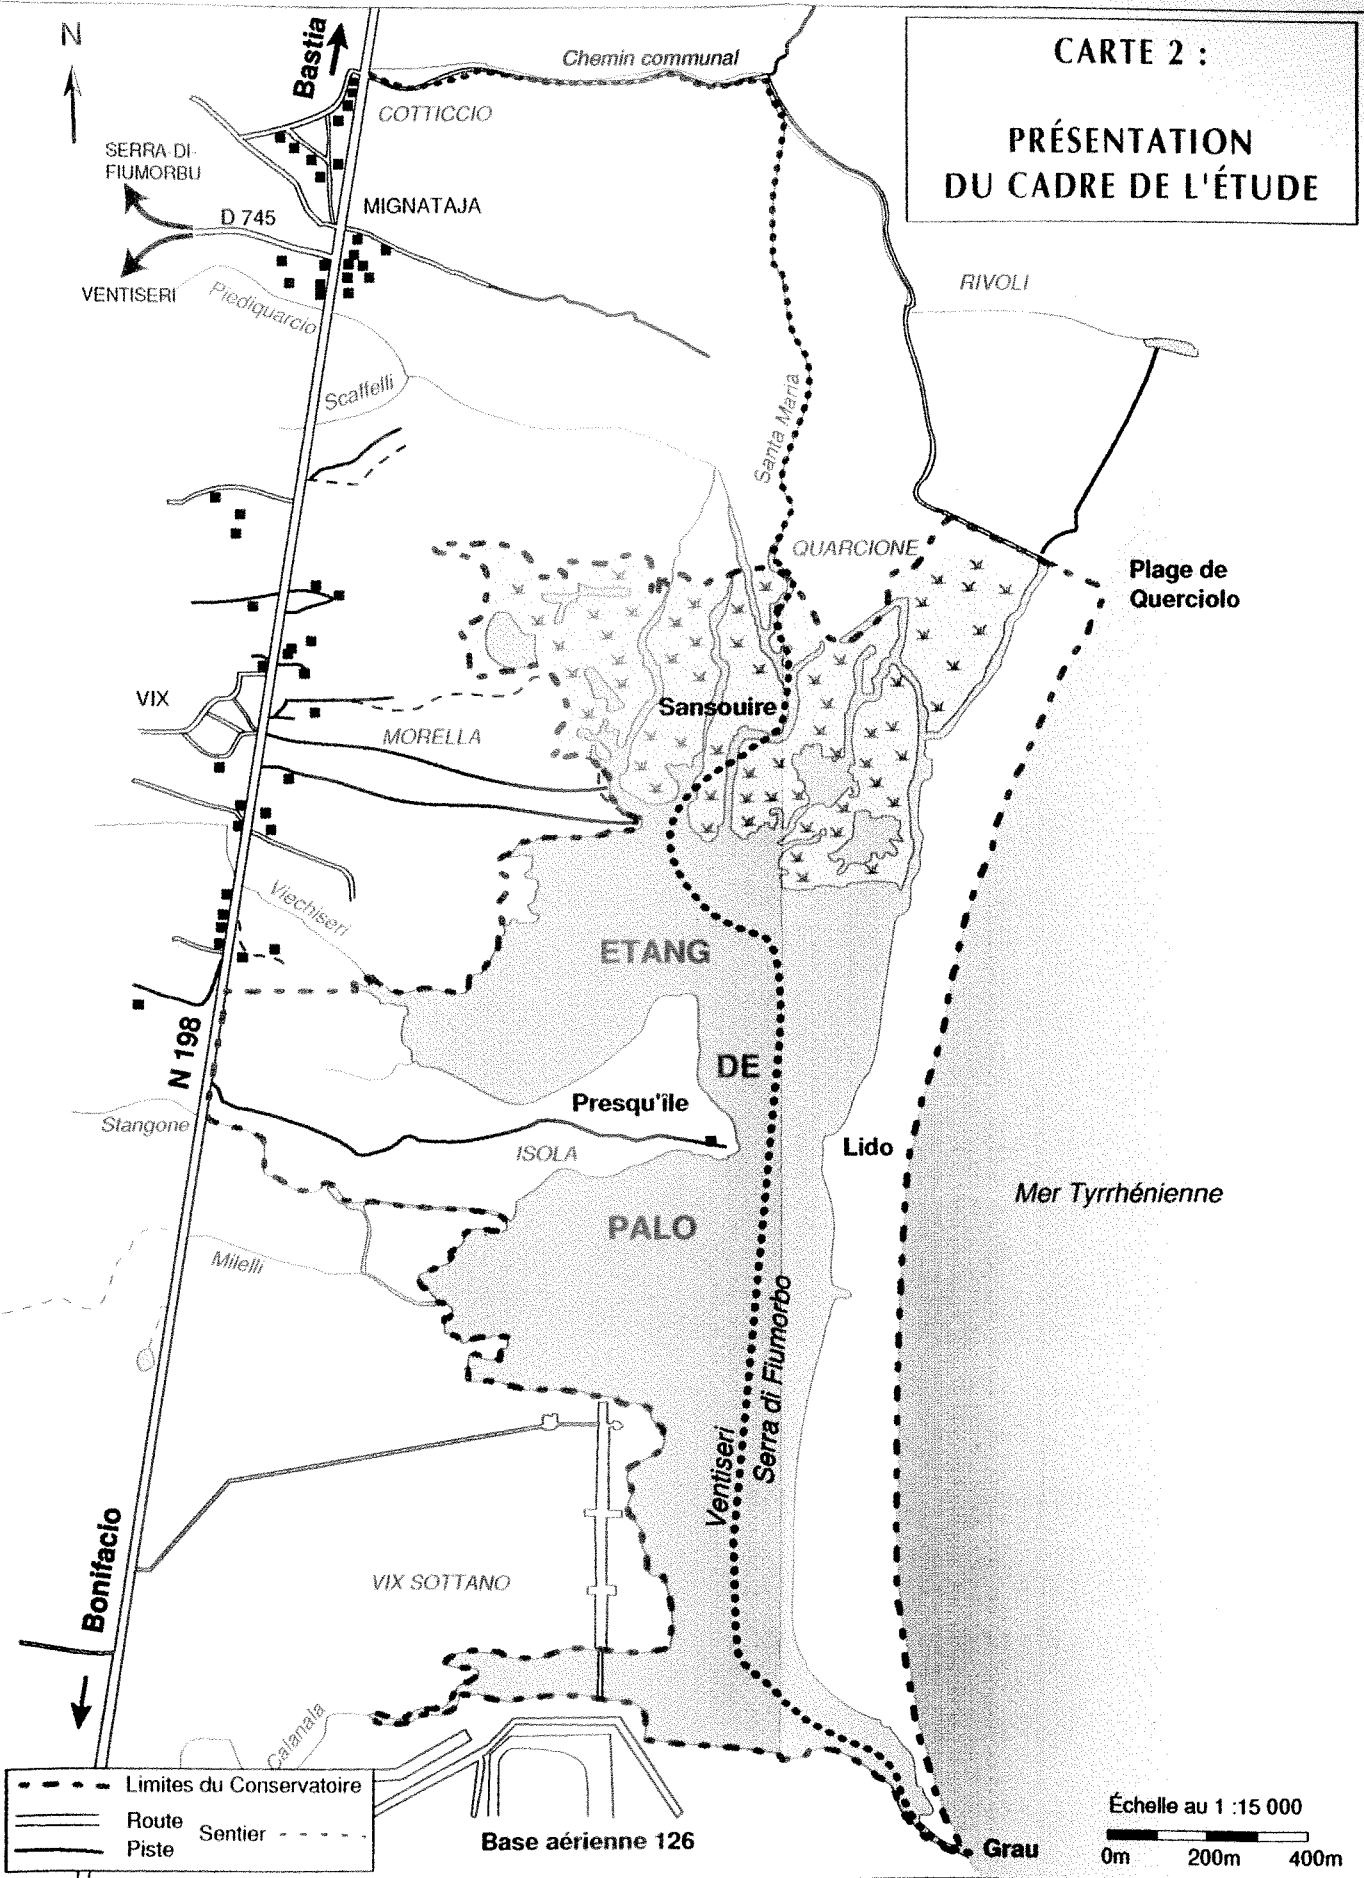 N
Bastia
Chemin communal
CARTE 2 :
PRÉSENTATION
DU CADRE DE L'ÉTUDE
COTTICCIO
SERRA DI
FIUMORBU
D 745
MIGNATAJA
VENTISERI
Piediquarcio
RIVOLI
Scaffelli
Santa Maria
QUARCIONE
Plage de
Querciolo
VIX
Sansouire
MORELLA
Viechiseri
ETANG
N 198
DE
Presqu'île
Stangone
ISOLA
Lido
Mer Tyrrhénienne
PALO
Milelli
Ventiseri
Serra di Fiumorbo
Bonifacio
VIX SOTTANO
Calanala
Limites du Conservatoire
Route
Sentier
Piste
Base aérienne 126
Grau
Échelle au 1 :15 000
0m 200m 400m